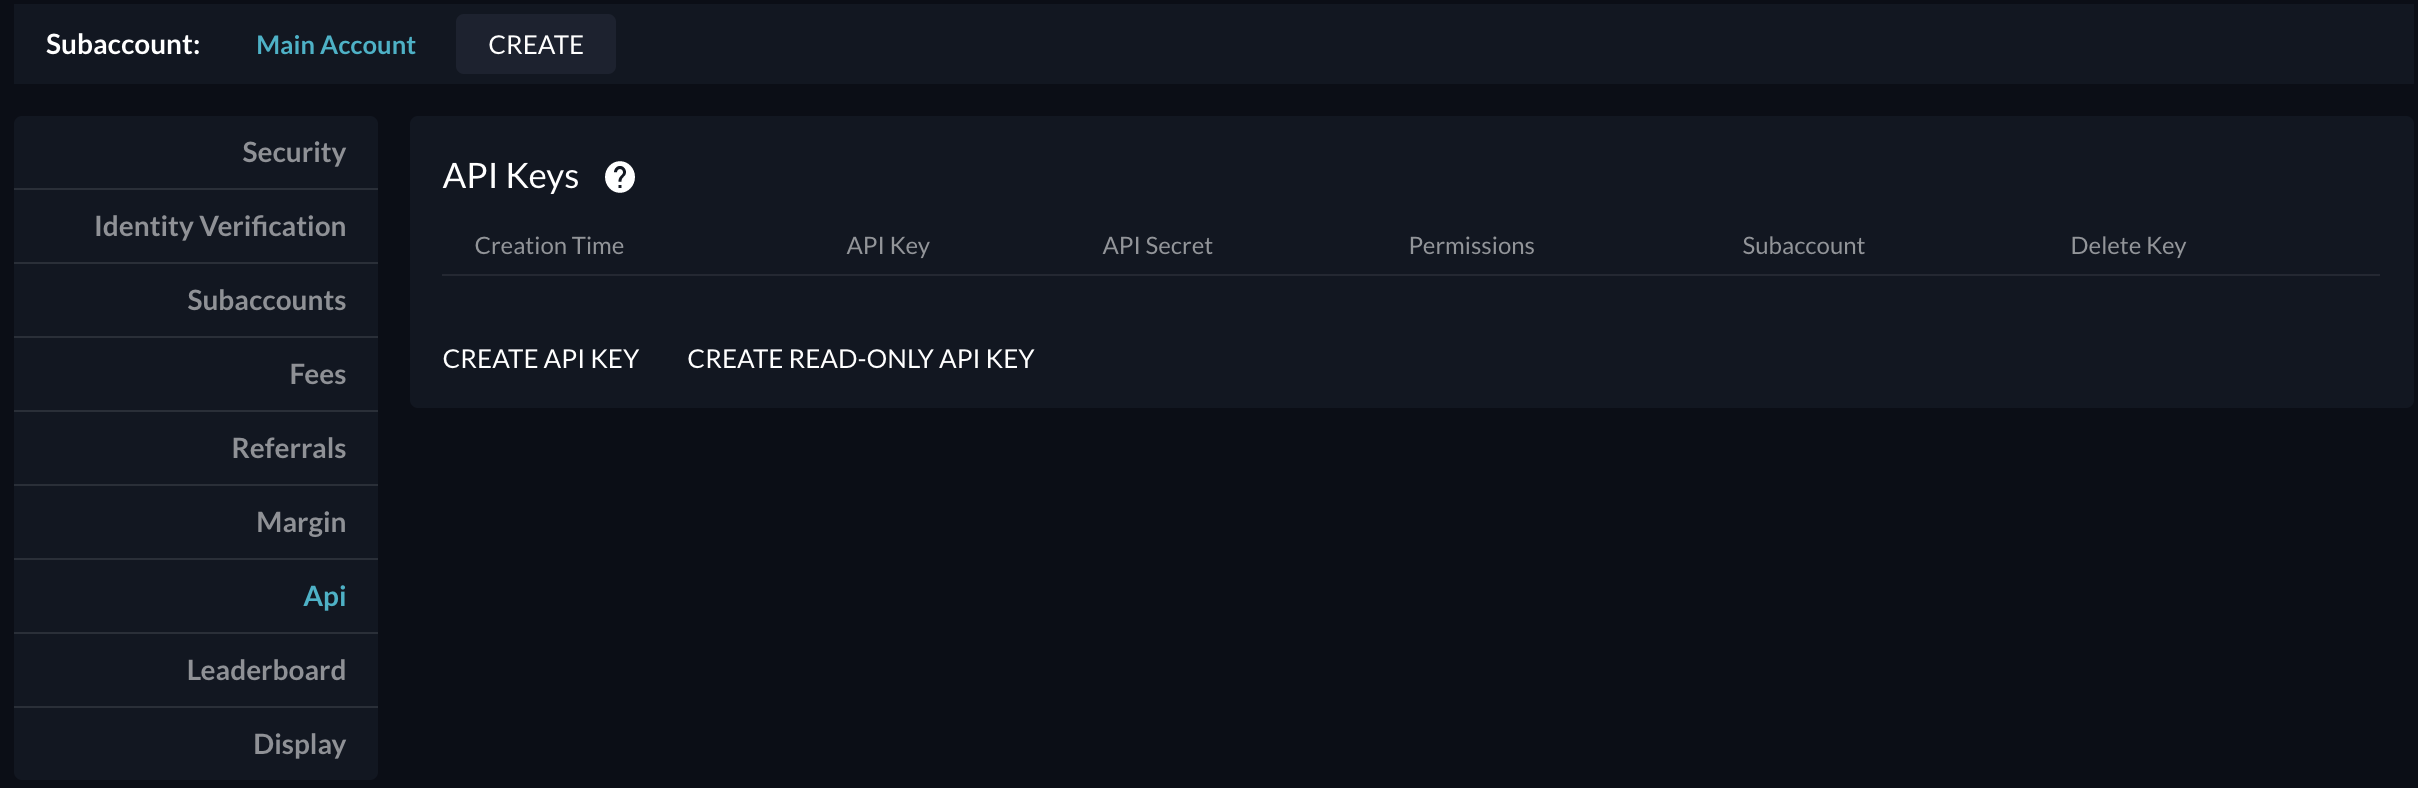 Subaccount: Main Account CREATE
Security
Identity Verification
Subaccounts
Fees
Referrals
Margin
Api
Leaderboard
Display
API Keys ?
Creation Time API Key API Secret Permissions Subaccount Delete Key
CREATE API KEY CREATE READ-ONLY API KEY